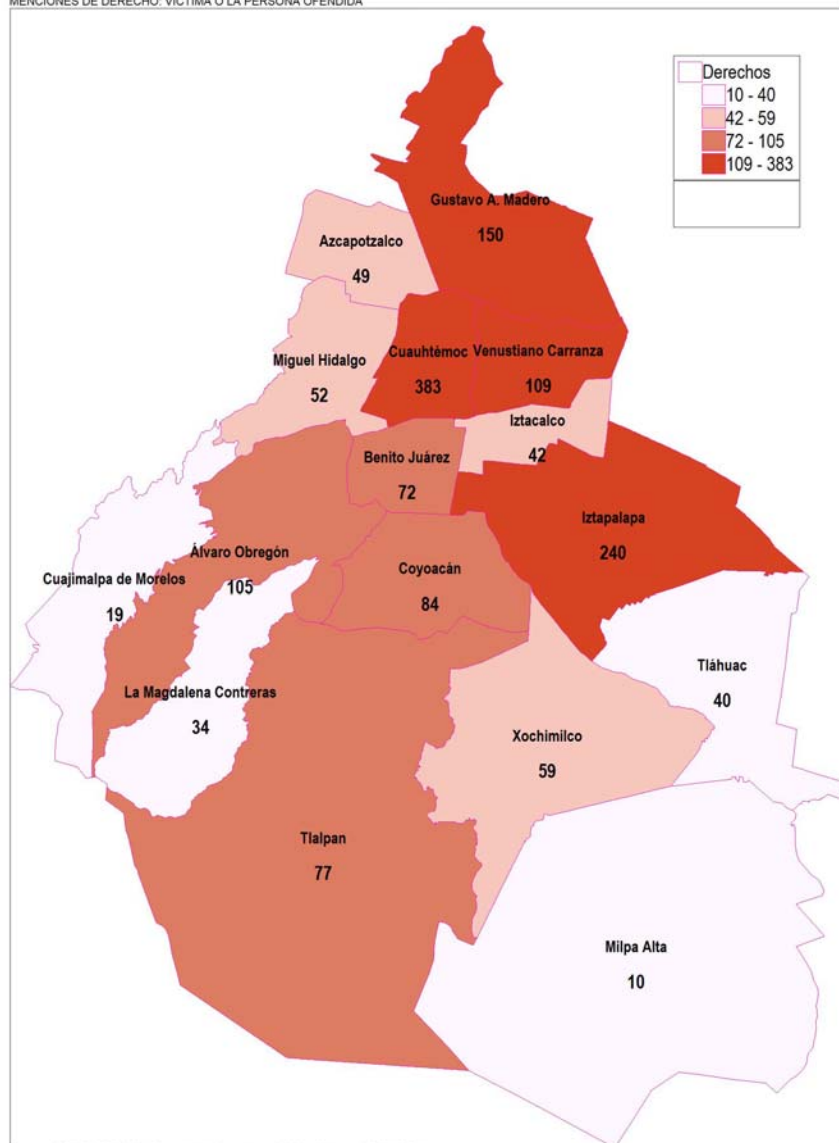 MENCIONES DE DERECHO: VÍCTIMA O LA PERSONA OFENDIDA
Derechos
10 - 40
42 - 59
72 - 105
109 - 383
Gustavo A. Madero
150
Azcapotzalco
49
Miguel Hidalgo
52
Cuauhtémoc
383
Venustiano Carranza
109
Iztacalco
42
Benito Juárez
72
Iztapalapa
240
Álvaro Obregón
105
Coyoacán
84
Cuajimalpa de Morelos
19
Tláhuac
40
La Magdalena Contreras
34
Xochimilco
59
Tlalpan
77
Milpa Alta
10